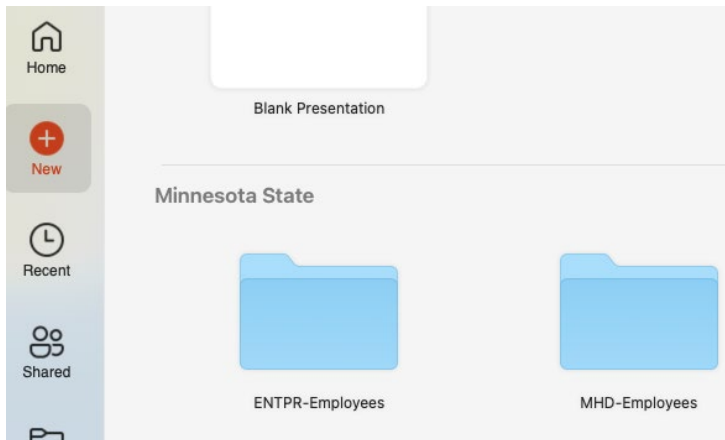 Home
Blank Presentation
New
Minnesota State
Recent
Shared
ENTPR-Employees
MHD-Employees